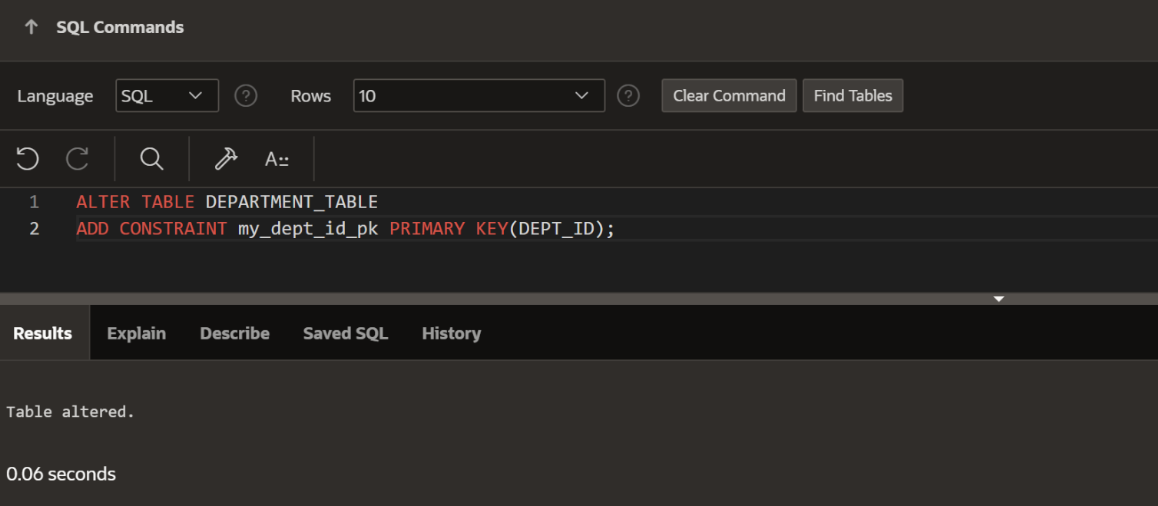 SQL Commands
Language SQL ? Rows 10 ? Clear Command Find Tables
A::
1 ALTER TABLE DEPARTMENT_TABLE
2 ADD CONSTRAINT my_dept_id_pk PRIMARY KEY(DEPT_ID);
Results Explain Describe Saved SQL History
Table altered.
0.06 seconds